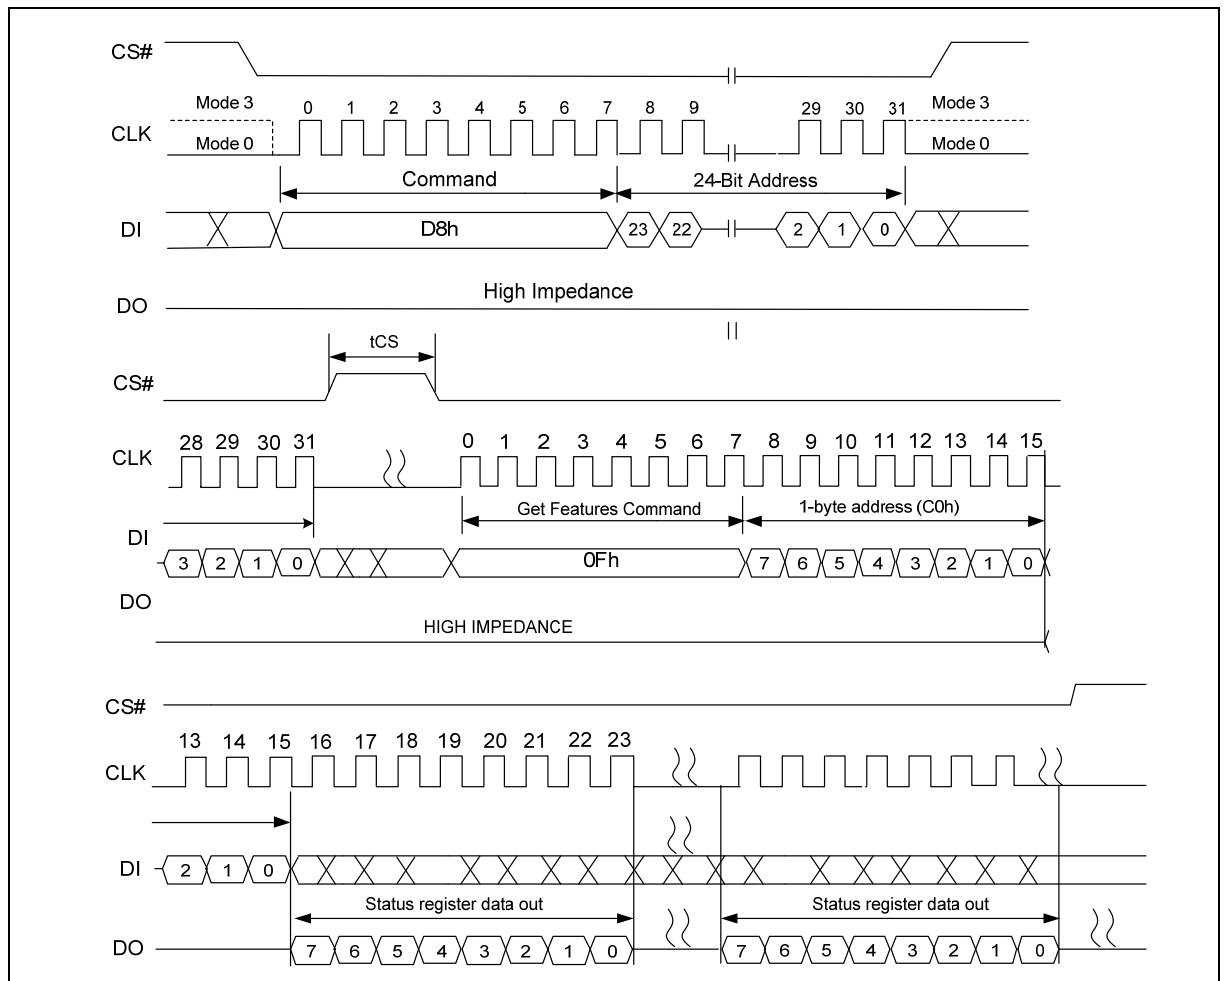 CS#
Mode 3 0 1 2 3 4 5 6 7 8 9 29 30 31 Mode 3
CLK
Mode 0 Mode 0
Command 24-Bit Address
DI D8h 23 22 2 1 0
High Impedance
DO
tCS
CS#
28 29 30 31 0 1 2 3 4 5 6 7 8 9 10 11 12 13 14 15
CLK
Get Features Command 1-byte address (C0h)
DI
3 2 1 0 0Fh 7 6 5 4 3 2 1 0
DO
HIGH IMPEDANCE
CS#
13 14 15 16 17 18 19 20 21 22 23
CLK
DI 2 1 0
Status register data out Status register data out
DO 7 6 5 4 3 2 1 0 7 6 5 4 3 2 1 0